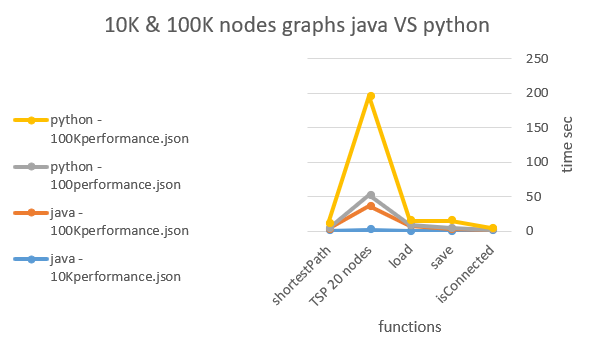 10K & 100K nodes graphs java VS python
python -
100Kperformance.json
python -
100performance.json
java -
100Kperformance.json
java -
10Kperformance.json
250
200
150
100
50
0
time sec
shortestPath
TSP 20 nodes
load
save
isConnected
functions